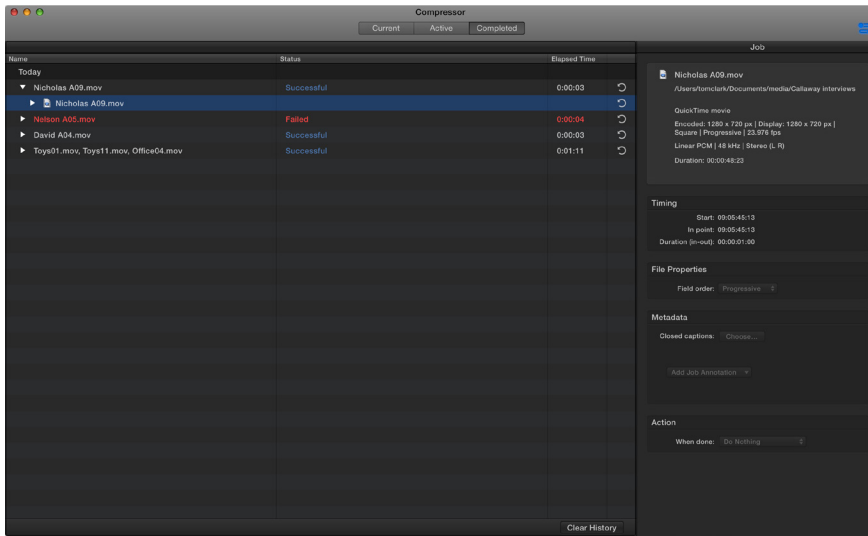 Compressor
Current Active Completed
Name Status Elapsed Time
Today
Nicholas A09.mov Successful 0:00:03
Nicholas A09.mov
Nelson A05.mov Failed 0:00:04
David A04.mov Successful 0:00:03
Toys01.mov, Toys11.mov, Office04.mov Successful 0:01:11
Clear History
Job
Nicholas A09.mov
/Users/tomclark/Documents/media/Callaway interviews
QuickTime movie
Encoded: 1280 x 720 px | Display: 1280 x 720 px |
Square | Progressive | 23.976 fps
Linear PCM | 48 kHz | Stereo (L R)
Duration: 00:00:48:23
Timing
Start: 09:05:45:13
In point: 09:05:45:13
Duration (in-out): 00:00:01:00
File Properties
Field order: Progressive
Metadata
Closed captions: Choose...
Add Job Annotation
Action
When done: Do Nothing